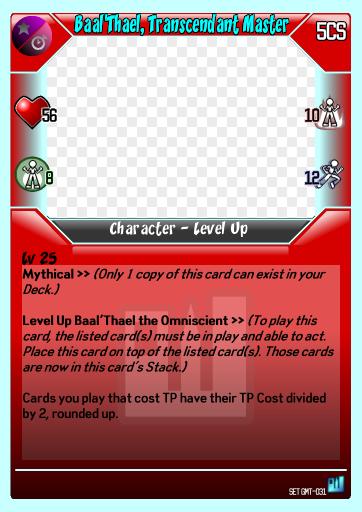 Baal'Thael, Transcendant Master
5CS
56
10
8
12
Character - Level Up
Lv 25
Mythical >> (Only 1 copy of this card can exist in your
Deck.)
Level Up Baal'Thael the Omniscient >> (To play this
card, the listed card(s) must be in play and able to act.
Place this card on top of the listed card(s). Those cards
are now in this card's Stack.)
Cards you play that cost TP have their TP Cost divided
by 2, rounded up.
SET GMT-031